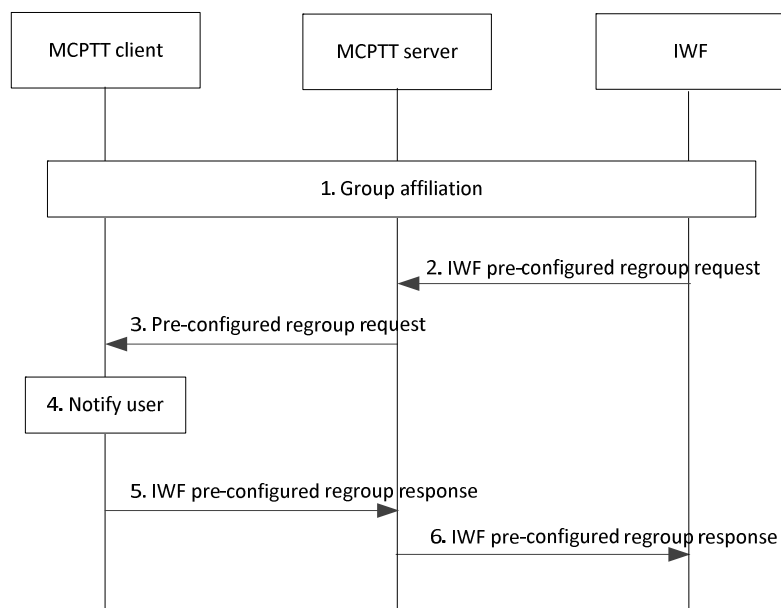 MCPTT client
MCPTT server
IWF
1. Group affiliation
2. IWF pre-configured regroup request
3. Pre-configured regroup request
4. Notify user
5. IWF pre-configured regroup response
6. IWF pre-configured regroup response